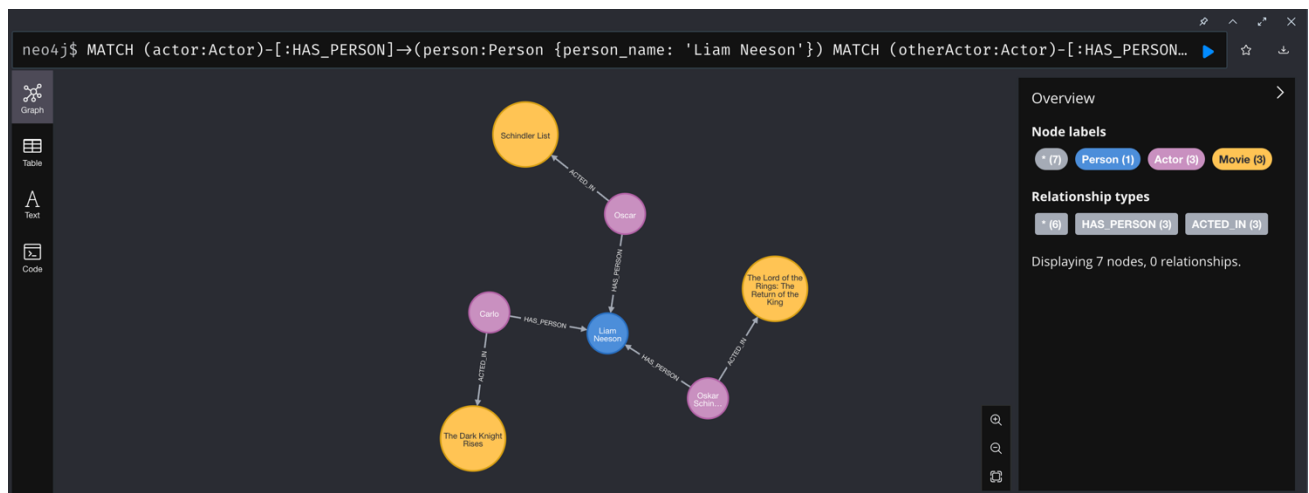 neo4j$ MATCH (actor:Actor)-[:HAS_PERSON]→(person:Person {person_name: 'Liam Neeson'}) MATCH (otherActor:Actor)-[:HAS_PERSON…
Graph
Table
Text
Code
Schindler List
ACTED_IN
Oscar
HAS_PERSON
The Lord of the
Rings: The
Return of the
King
Carlo
HAS_PERSON
Liam
Neeson
ACTED_IN
HAS_PERSON
ACTED_IN
Oskar
Schin...
The Dark Knight
Rises
Overview
Node labels
* (7) Person (1) Actor (3) Movie (3)
Relationship types
* (6) HAS_PERSON (3) ACTED_IN (3)
Displaying 7 nodes, 0 relationships.